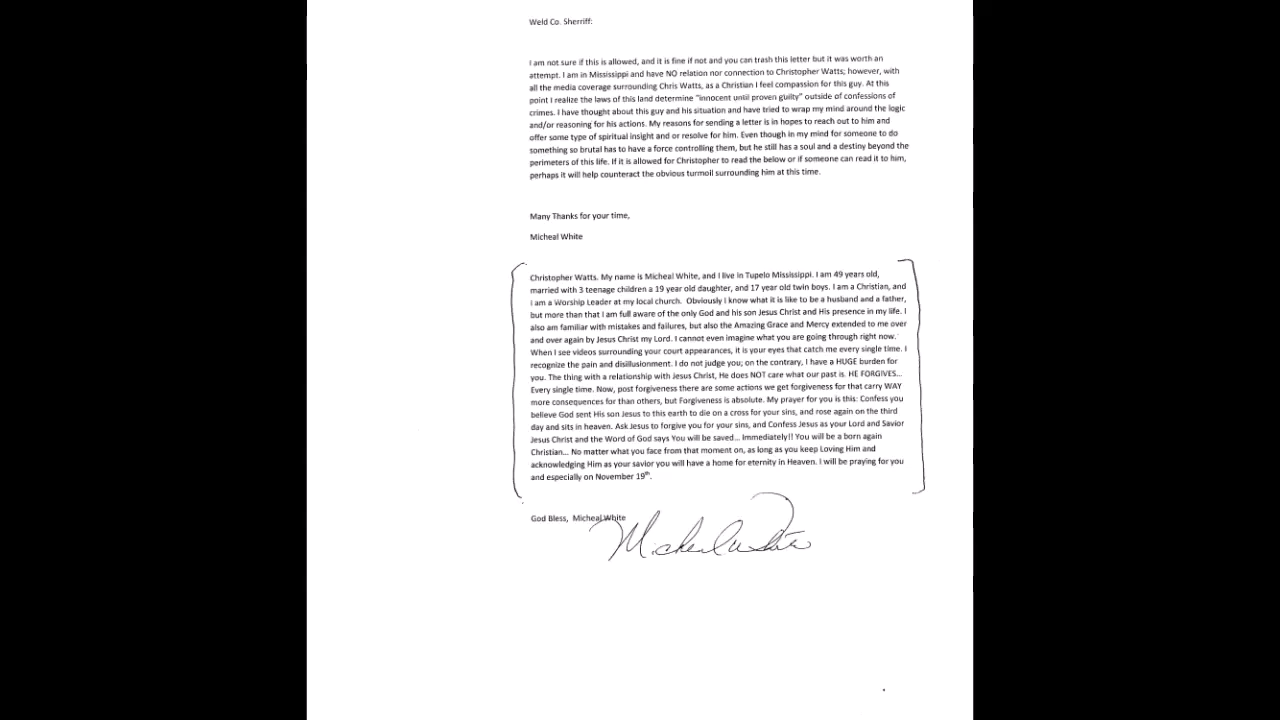 Weld Co. Sherriff:
I am not sure if this is allowed, and it is fine if not and you can trash this letter but it was worth an
attempt. I am in Mississippi and have NO relation nor connection to Christopher Watts; however, with
all the media coverage surrounding Chris Watts, as a Christian I feel compassion for this guy. At this
point I realize the laws of this land determine "innocent until proven guilty" outside of confessions of
crimes. I have thought about this guy and his situation and have tried to wrap my mind around the logic
and/or reasoning for his actions. My reasons for sending a letter is in hopes to reach out to him and
offer some type of spiritual insight and or resolve for him. Even though in my mind for someone to do
something so brutal has to have a force controlling them, but he still has a soul and a destiny beyond the
perimeters of this life. If it is allowed for Christopher to read the below or if someone can read it to him,
perhaps it will help counteract the obvious turmoil surrounding him at this time.
Many Thanks for your time,
Micheal White
Christopher Watts. My name is Micheal White, and I live in Tupelo Mississippi. I am 49 years old,
married with 3 teenage children a 19 year old daughter, and 17 year old twin boys. I am a Christian, and
I am a Worship Leader at my local church. Obviously I know what it is like to be a husband and a father,
but more than that I am full aware of the only God and his son Jesus Christ and His presence in my life. I
also am familiar with mistakes and failures, but also the Amazing Grace and Mercy extended to me over
and over again by Jesus Christ my Lord. I cannot even imagine what you are going through right now.
When I see videos surrounding your court appearances, it is your eyes that catch me every single time. I
recognize the pain and disillusionment. I do not judge you; on the contrary, I have a HUGE burden for
you. The thing with a relationship with Jesus Christ, He does NOT care what our past is. HE FORGIVES...
Every single time. Now, post forgiveness there are some actions we get forgiveness for that carry WAY
more consequences for than others, but Forgiveness is absolute. My prayer for you is this: Confess you
believe God sent His son Jesus to this earth to die on a cross for your sins, and rose again on the third
day and sits in heaven. Ask Jesus to forgive you for your sins, and Confess Jesus as your Lord and Savior
Jesus Christ and the Word of God says You will be saved... Immediately!! You will be a born again
Christian... No matter what you face from that moment on, as long as you keep Loving Him and
acknowledging Him as your savior you will have a home for eternity in Heaven. I will be praying for you
and especially on November 19th.
God Bless, Micheal White
Micheal White